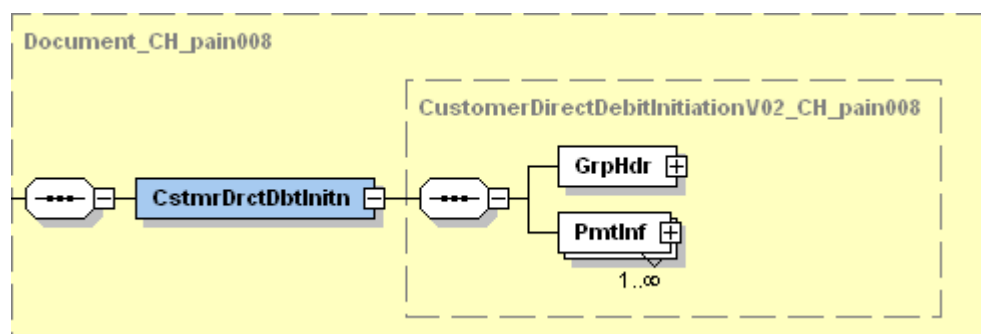 Document_CH_pain008
CustomerDirectDebitInitiationV02_CH_pain008
GrpHdr
CstmrDrctDbtInitn
PmtInf
1..∞